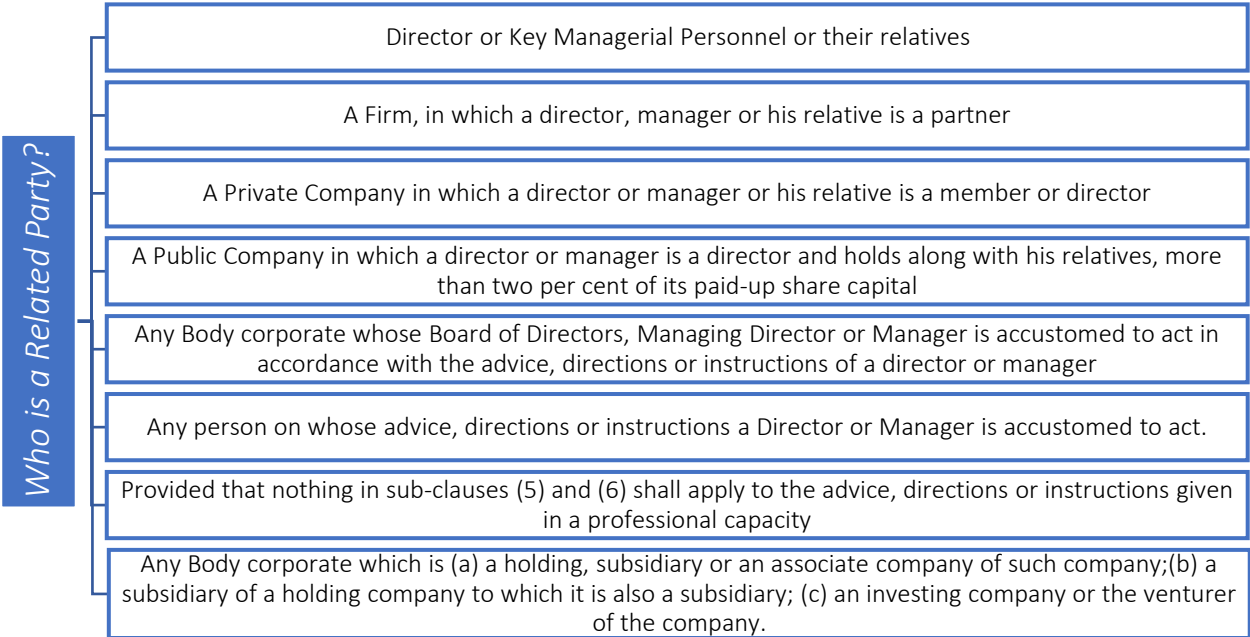 Who is a Related Party?
Director or Key Managerial Personnel or their relatives
A Firm, in which a director, manager or his relative is a partner
A Private Company in which a director or manager or his relative is a member or director
A Public Company in which a director or manager is a director and holds along with his relatives, more
than two per cent of its paid-up share capital
Any Body corporate whose Board of Directors, Managing Director or Manager is accustomed to act in
accordance with the advice, directions or instructions of a director or manager
Any person on whose advice, directions or instructions a Director or Manager is accustomed to act.
Provided that nothing in sub-clauses (5) and (6) shall apply to the advice, directions or instructions given
in a professional capacity
Any Body corporate which is (a) a holding, subsidiary or an associate company of such company;(b) a
subsidiary of a holding company to which it is also a subsidiary; (c) an investing company or the venturer
of the company.